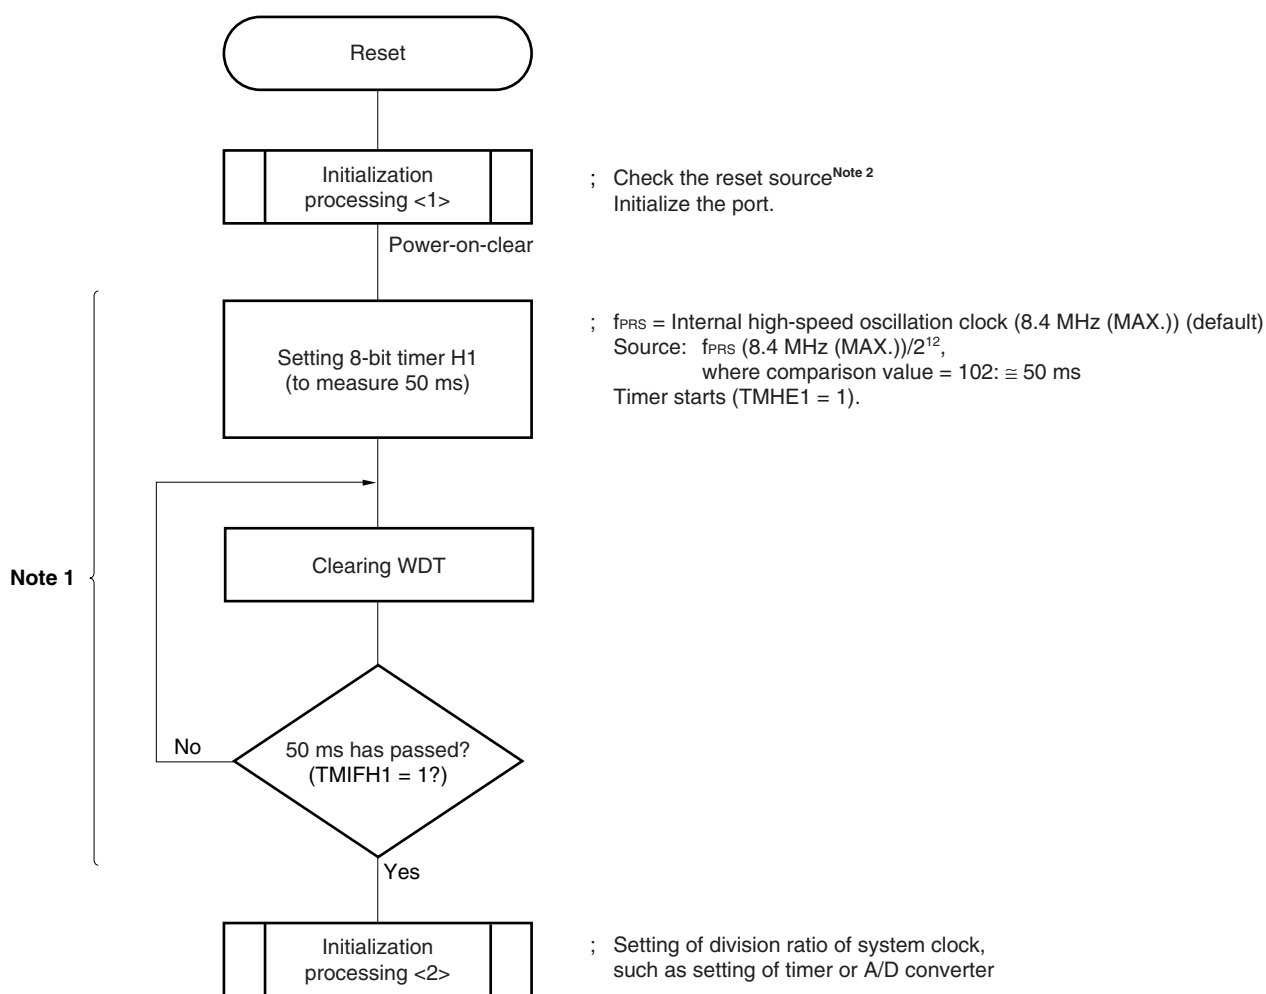 Reset
Initialization
processing <1>
; Check the reset sourceNote 2
Initialize the port.
Power-on-clear
Setting 8-bit timer H1
(to measure 50 ms)
; fPRS = Internal high-speed oscillation clock (8.4 MHz (MAX.)) (default)
Source: fPRS (8.4 MHz (MAX.))/2¹²,
where comparison value = 102: ≅ 50 ms
Timer starts (TMHE1 = 1).
Clearing WDT
Note 1
No
50 ms has passed?
(TMIFH1 = 1?)
Yes
Initialization
processing <2>
; Setting of division ratio of system clock,
such as setting of timer or A/D converter